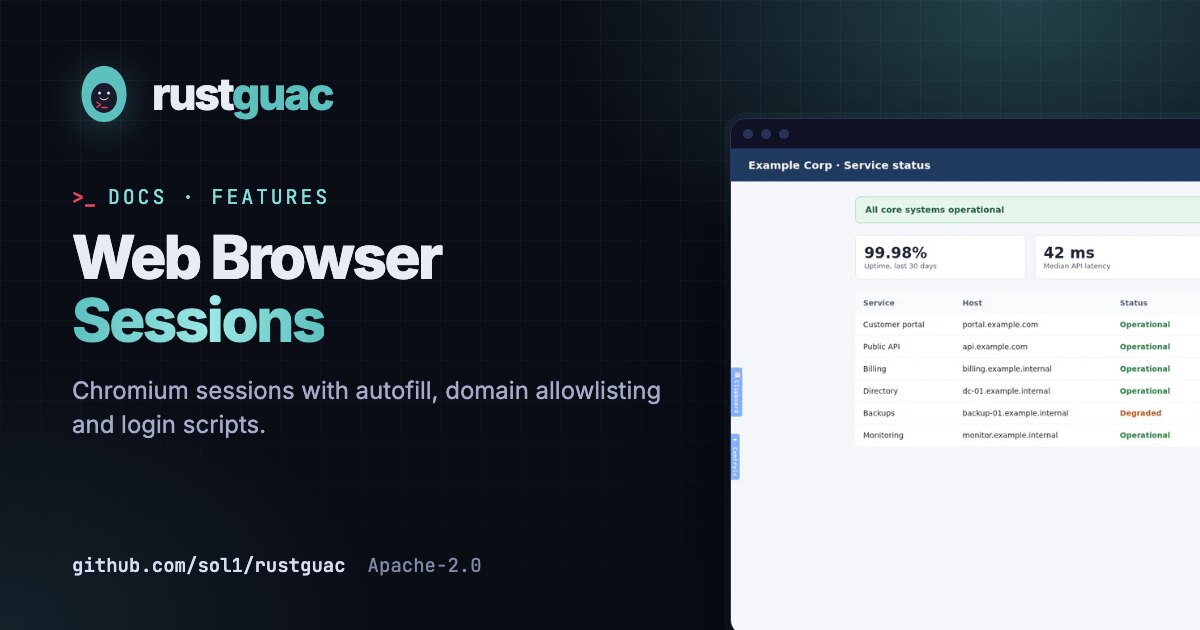 rustguac
>_ DOCS · FEATURES
Web Browser
Sessions
Chromium sessions with autofill, domain allowlisting
and login scripts.
github.com/sol1/rustguac Apache-2.0
Example Corp · Service status
All core systems operational
99.98% 42 ms
Uptime, last 30 days Median API latency
Service Host Status
Customer portal portal.example.com Operational
Public API api.example.com Operational
Billing billing.example.internal Operational
Directory dc-01.example.internal Operational
Backups backup-01.example.internal Degraded
Monitoring monitor.example.internal Operational
Clipboard
Controls